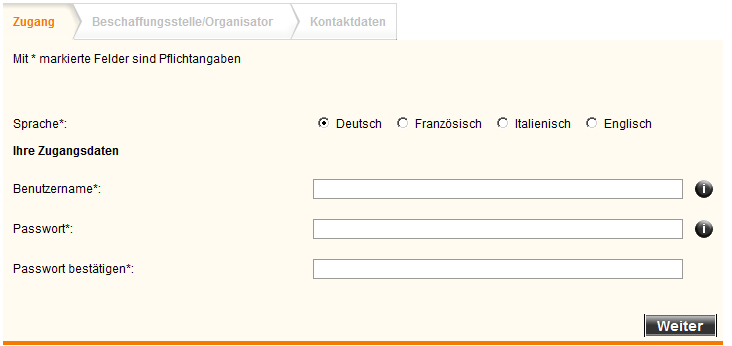 Zugang Beschaffungsstelle/Organisator Kontaktdaten
Mit * markierte Felder sind Pflichtangaben
Sprache*: Deutsch Französisch Italienisch Englisch
Ihre Zugangsdaten
Benutzername*: i
Passwort*: i
Passwort bestätigen*:
Weiter